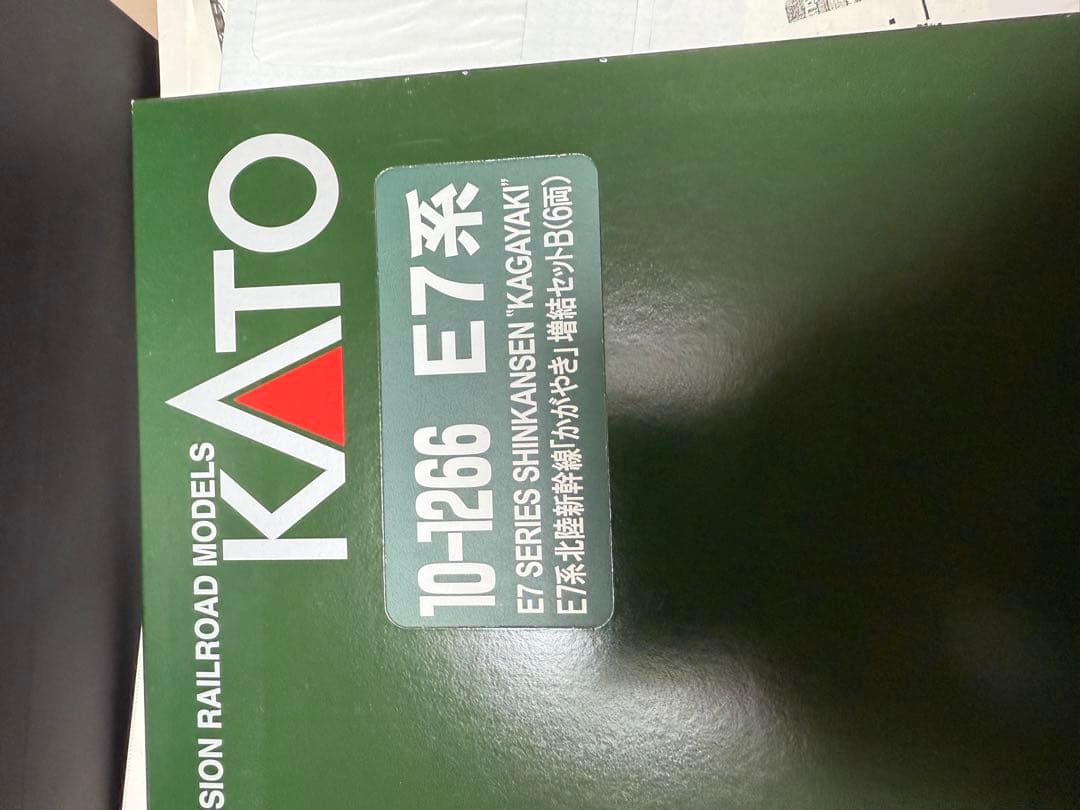 SION RAILROAD MODELS
KATO
10-1266 E7系
E7 SERIES SHINKANSEN "KAGAYAKI"
E7系北陸新幹線「かがやき」増結セットB(6両)